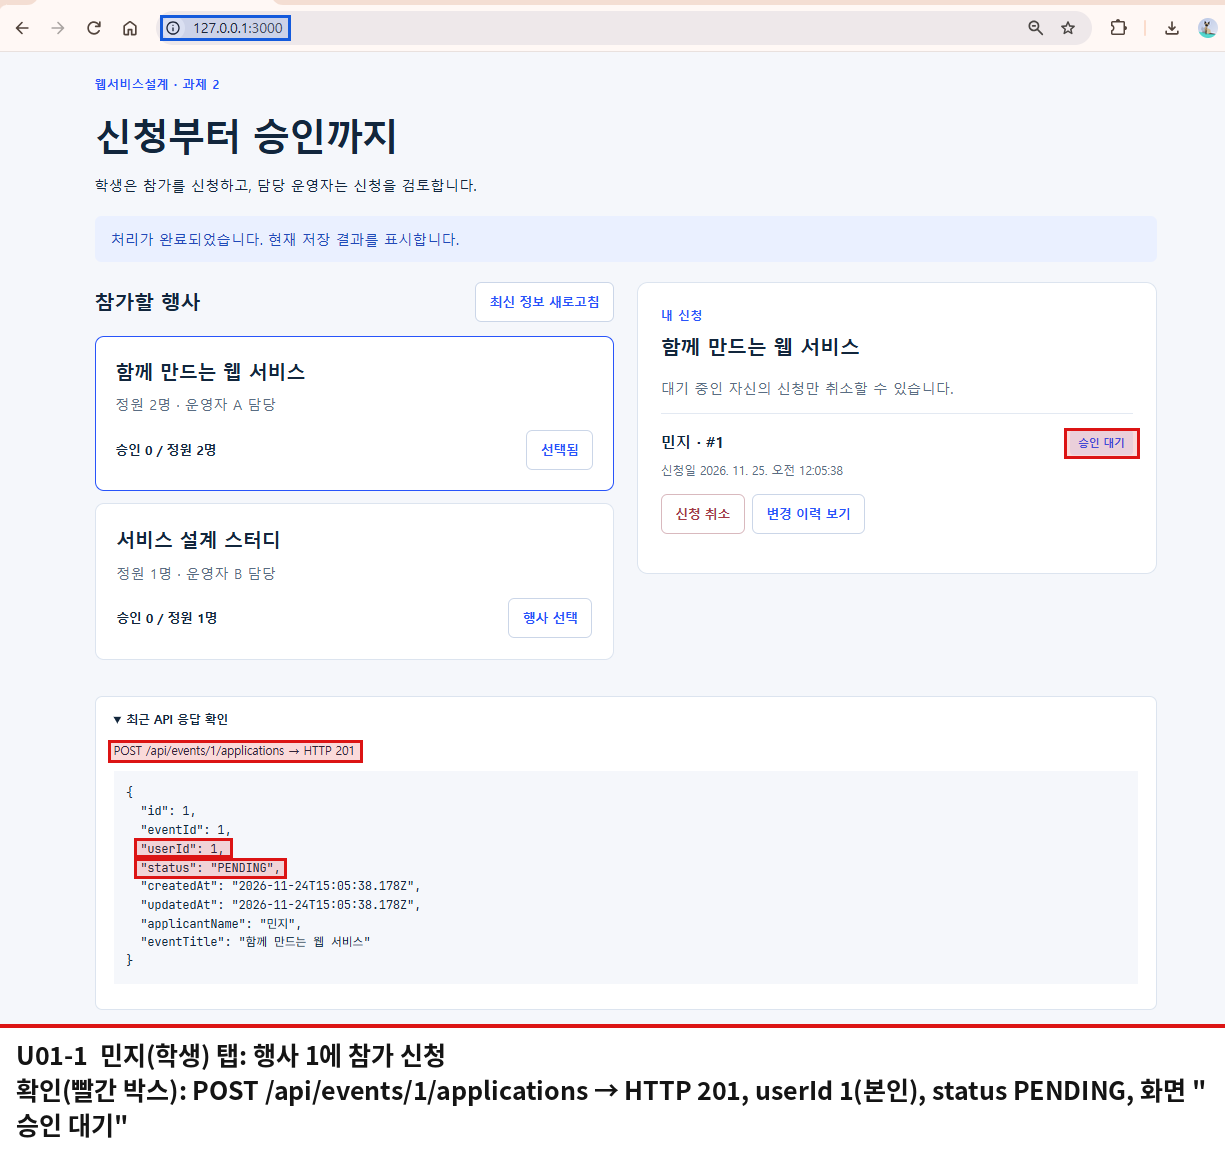 127.0.0.1:3000
웹서비스설계 · 과제 2
신청부터 승인까지
학생은 참가를 신청하고, 담당 운영자는 신청을 검토합니다.
처리가 완료되었습니다. 현재 저장 결과를 표시합니다.
참가할 행사
최신 정보 새로고침
함께 만드는 웹 서비스
정원 2명 · 운영자 A 담당
승인 0 / 정원 2명
선택됨
서비스 설계 스터디
정원 1명 · 운영자 B 담당
승인 0 / 정원 1명
행사 선택
내 신청
함께 만드는 웹 서비스
대기 중인 자신의 신청만 취소할 수 있습니다.
민지 · #1
승인 대기
신청일 2026. 11. 25. 오전 12:05:38
신청 취소
변경 이력 보기
▼ 최근 API 응답 확인
POST /api/events/1/applications → HTTP 201
{
"id": 1,
"eventId": 1,
"userId": 1,
"status": "PENDING",
"createdAt": "2026-11-24T15:05:38.178Z",
"updatedAt": "2026-11-24T15:05:38.178Z",
"applicantName": "민지",
"eventTitle": "함께 만드는 웹 서비스"
}
U01-1 민지(학생) 탭: 행사 1에 참가 신청
확인(빨간 박스): POST /api/events/1/applications → HTTP 201, userId 1(본인), status PENDING, 화면 "
승인 대기"